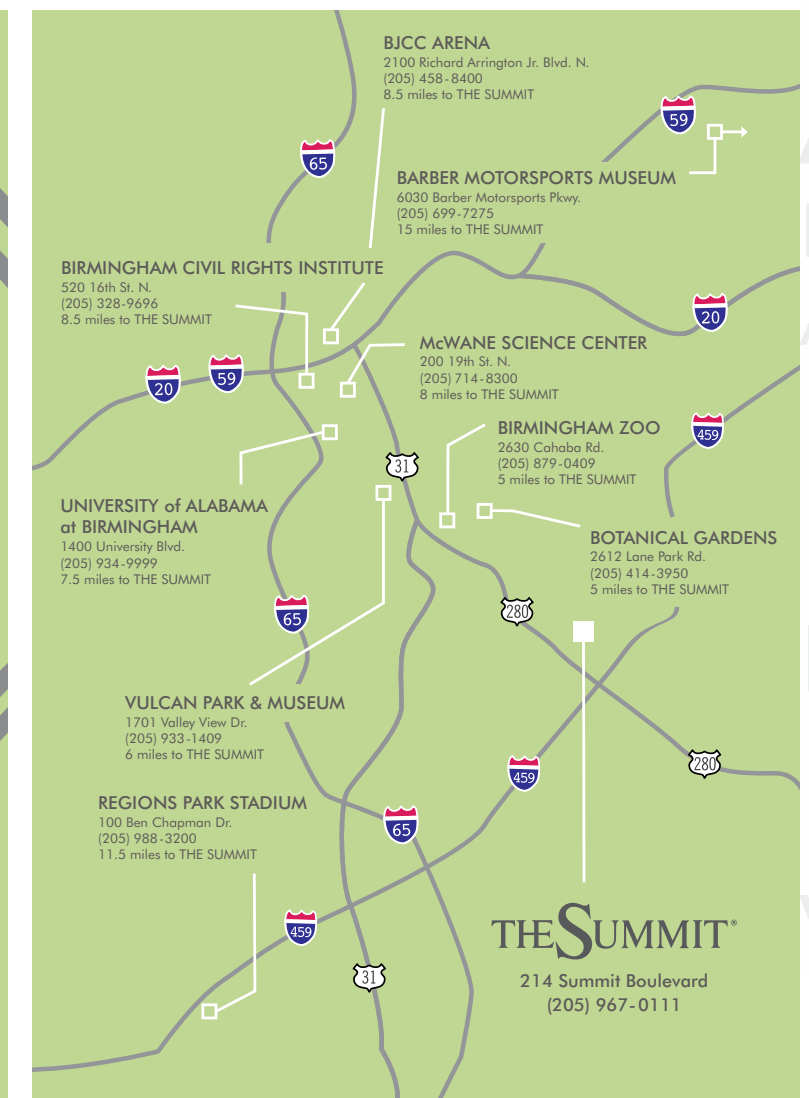 BJCC ARENA
2100 Richard Arrington Jr. Blvd. N.
(205) 458-8400
8.5 miles to THE SUMMIT
59
65
BARBER MOTORSPORTS MUSEUM
6030 Barber Motorsports Pkwy.
(205) 699-7275
15 miles to THE SUMMIT
BIRMINGHAM CIVIL RIGHTS INSTITUTE
520 16th St. N.
(205) 328-9696
8.5 miles to THE SUMMIT
20
McWANE SCIENCE CENTER
200 19th St. N.
(205) 714-8300
8 miles to THE SUMMIT
20
59
459
BIRMINGHAM ZOO
2630 Cahaba Rd.
(205) 879-0409
5 miles to THE SUMMIT
31
UNIVERSITY of ALABAMA
at BIRMINGHAM
1400 University Blvd.
(205) 934-9999
7.5 miles to THE SUMMIT
BOTANICAL GARDENS
2612 Lane Park Rd.
(205) 414-3950
5 miles to THE SUMMIT
280
65
VULCAN PARK & MUSEUM
1701 Valley View Dr.
(205) 933-1409
6 miles to THE SUMMIT
280
459
REGIONS PARK STADIUM
100 Ben Chapman Dr.
(205) 988-3200
11.5 miles to THE SUMMIT
65
459
31
THE SUMMIT®
214 Summit Boulevard
(205) 967-0111